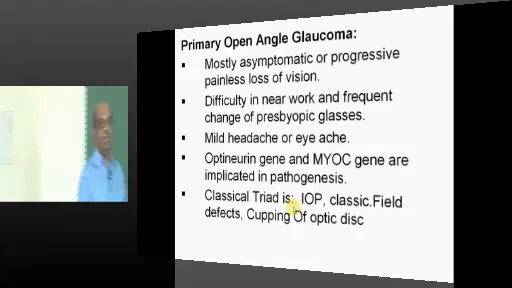 Primary Open Angle Glaucoma:
▪ Mostly asymptomatic or progressive
painless loss of vision.
▪ Difficulty in near work and frequent
change of presbyopic glasses.
▪ Mild headache or eye ache.
▪ Optineurin gene and MYOC gene are
implicated in pathogenesis.
▪ Classical Triad is: IOP, classic.Field
defects, Cupping Of optic disc